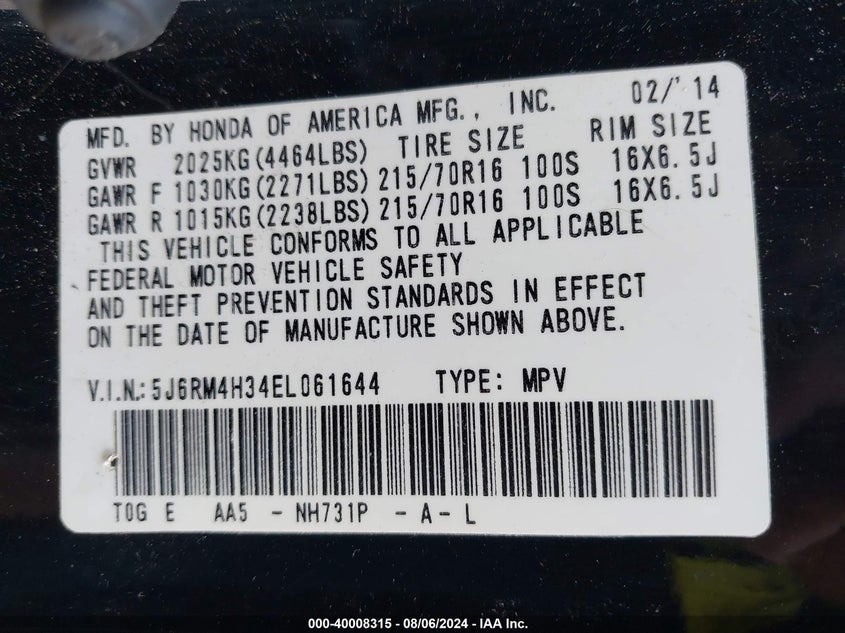 MFD. BY HONDA OF AMERICA MFG., INC. 02/'14
GVWR 2025KG(4464LBS) TIRE SIZE RIM SIZE
GAWR F 1030KG(2271LBS) 215/70R16 100S 16X6.5J
GAWR R 1015KG(2238LBS) 215/70R16 100S 16X6.5J
THIS VEHICLE CONFORMS TO ALL APPLICABLE
FEDERAL MOTOR VEHICLE SAFETY
AND THEFT PREVENTION STANDARDS IN EFFECT
ON THE DATE OF MANUFACTURE SHOWN ABOVE.
V.I.N.: 5J6RM4H34EL061644 TYPE: MPV
TOG E AA5 - NH731P - A - L
000-40008315 - 08/06/2024 - IAA Inc.